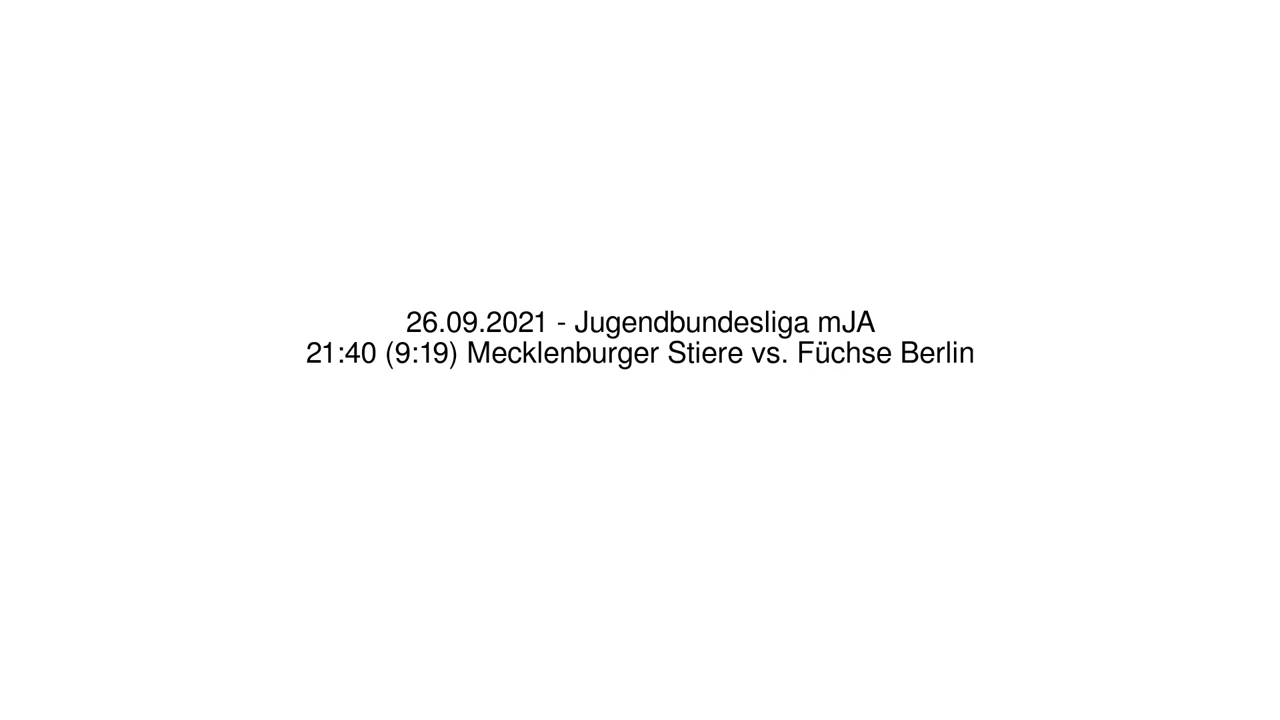 26.09.2021 - Jugendbundesliga mJA
21:40 (9:19) Mecklenburger Stiere vs. Füchse Berlin